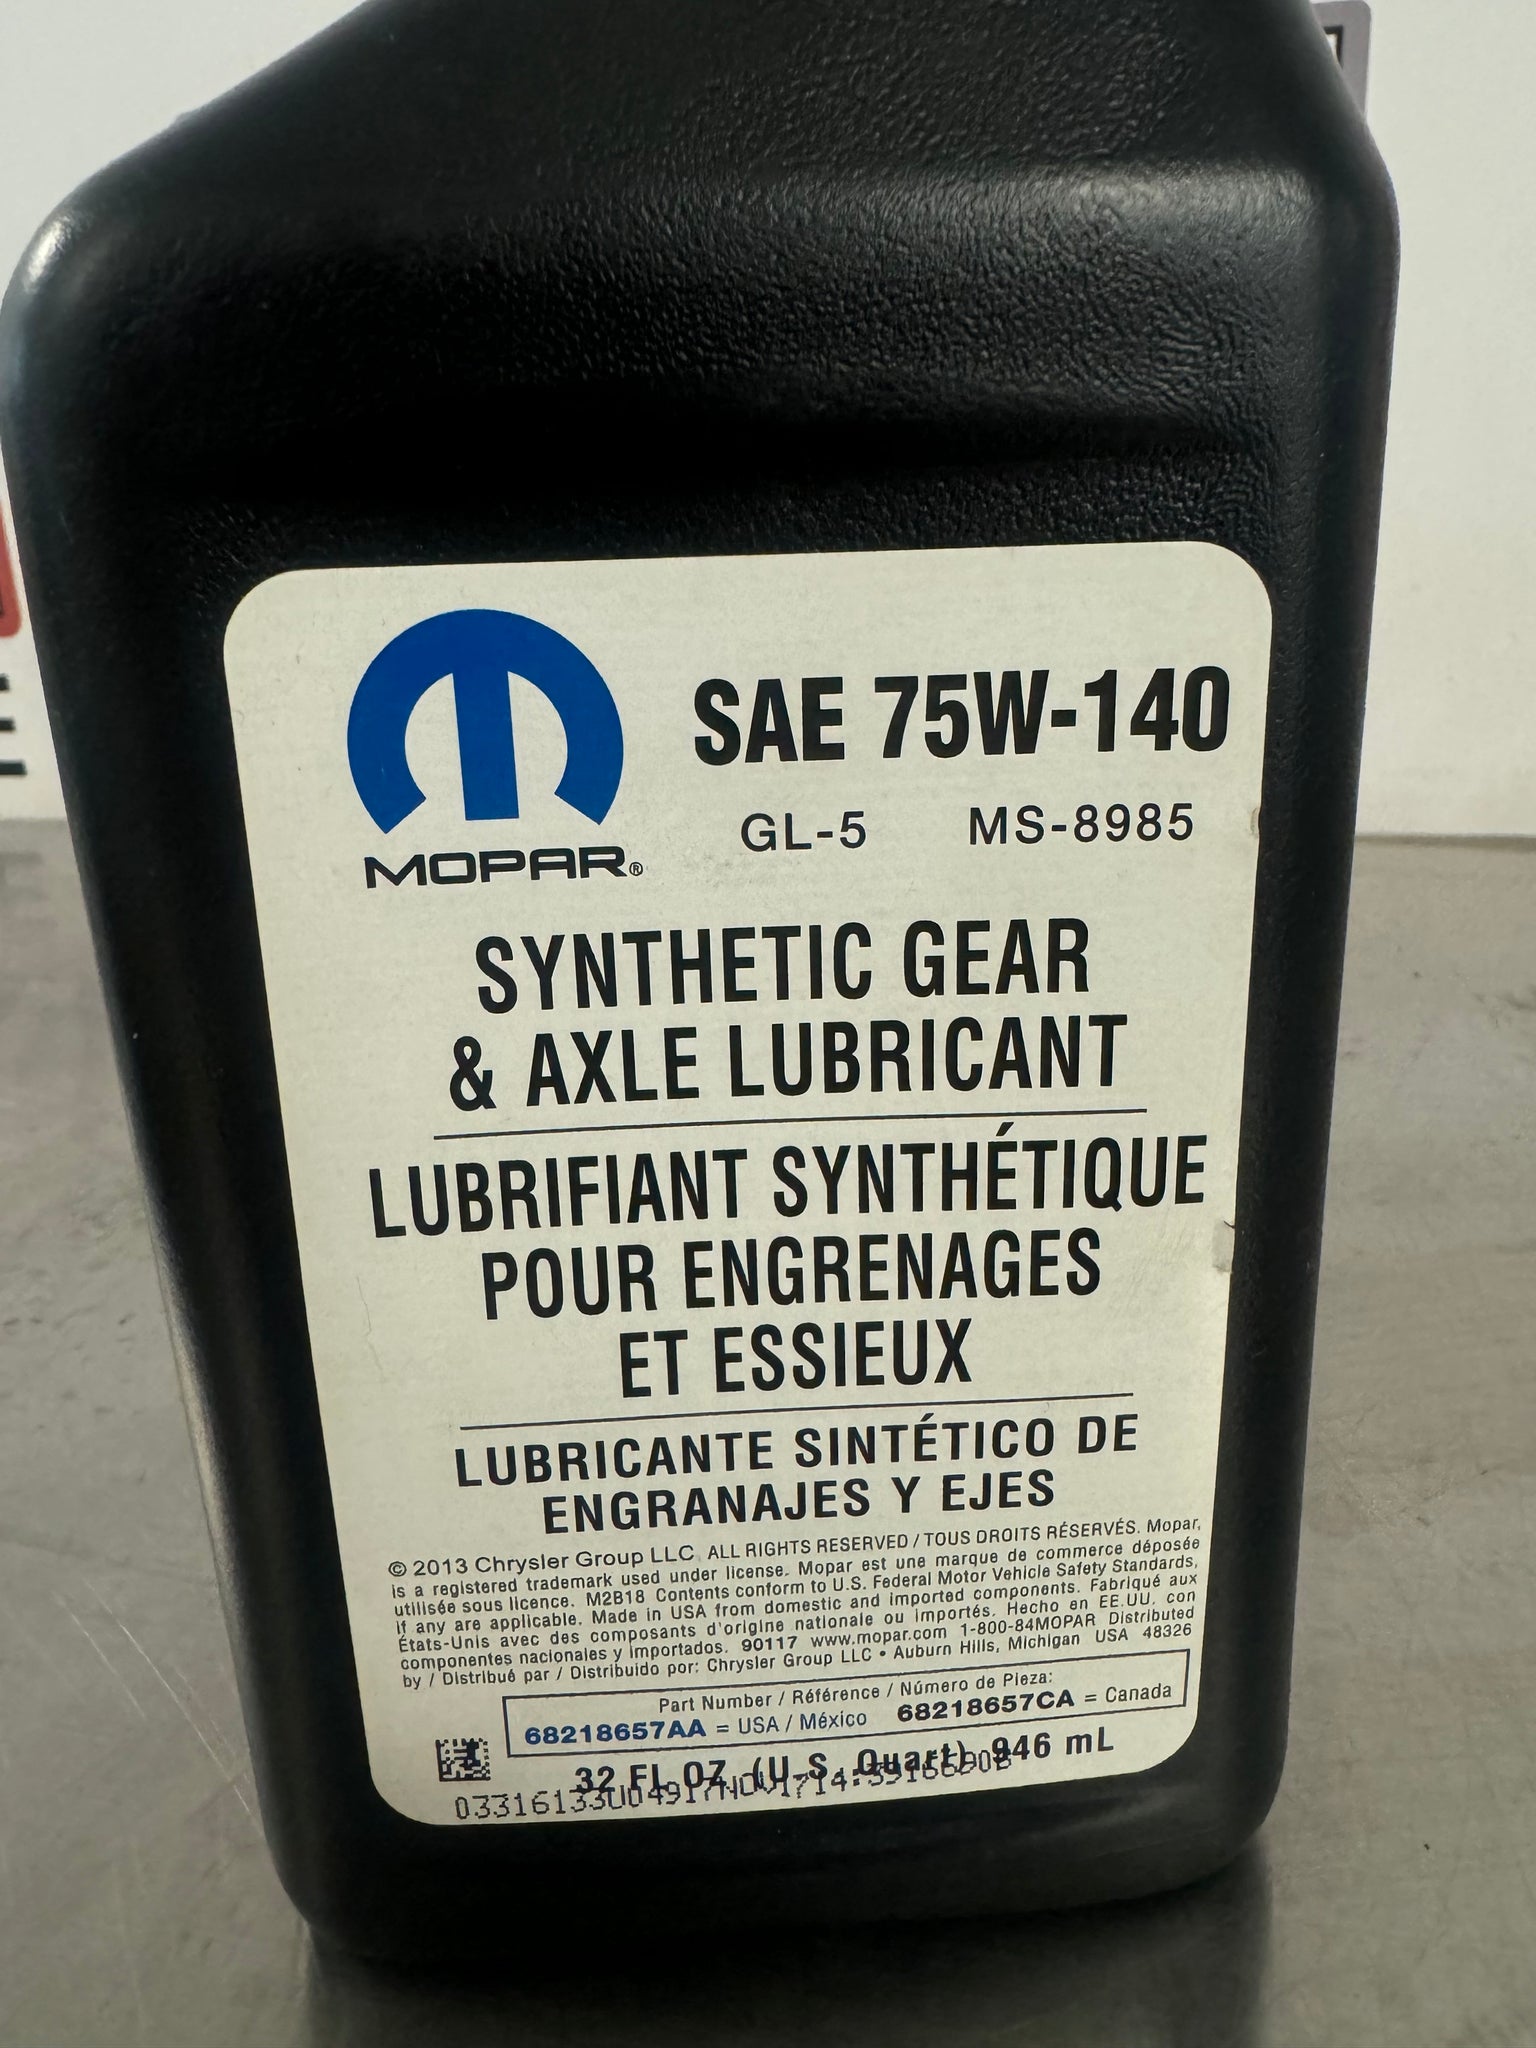 SAE 75W-140
GL-5 MS-8985
MOPAR®
SYNTHETIC GEAR
& AXLE LUBRICANT
LUBRIFIANT SYNTHÉTIQUE
POUR ENGRENAGES
ET ESSIEUX
LUBRICANTE SINTÉTICO DE
ENGRANAJES Y EJES
© 2013 Chrysler Group LLC ALL RIGHTS RESERVED / TOUS DROITS RÉSERVÉS. Mopar,
is a registered trademark used under license. Mopar est une marque de commerce déposée
utilisée sous licence. M2B18 Contents conform to U.S. Federal Motor Vehicle Safety Standards,
if any are applicable. Made in USA from domestic and imported components. Fabriqué aux
États-Unis avec des composants d'origine nationale ou importés. Hecho en EE.UU. con
componentes nacionales y importados. 90117 www.mopar.com 1-800-84MOPAR Distributed
by / Distribué par / Distribuido por: Chrysler Group LLC • Auburn Hills, Michigan USA 48326
Part Number / Référence / Número de Pieza:
68218657AA = USA / México 68218657CA = Canada
32 FL OZ (U.S. Quart) 946 mL